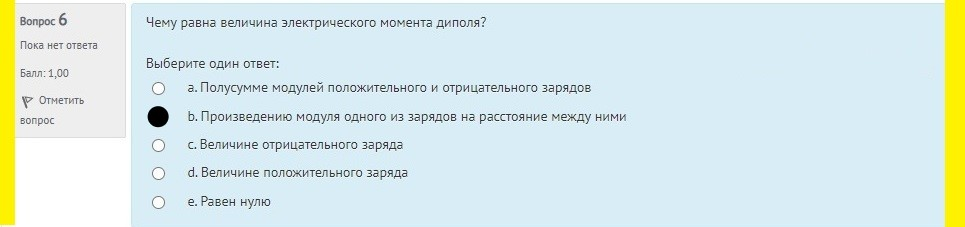 Вопрос 6
Пока нет ответа
Балл: 1,00
Отметить
вопрос
Чему равна величина электрического момента диполя?
Выберите один ответ:
a. Полусумме модулей положительного и отрицательного зарядов
b. Произведению модуля одного из зарядов на расстояние между ними
c. Величине отрицательного заряда
d. Величине положительного заряда
e. Равен нулю